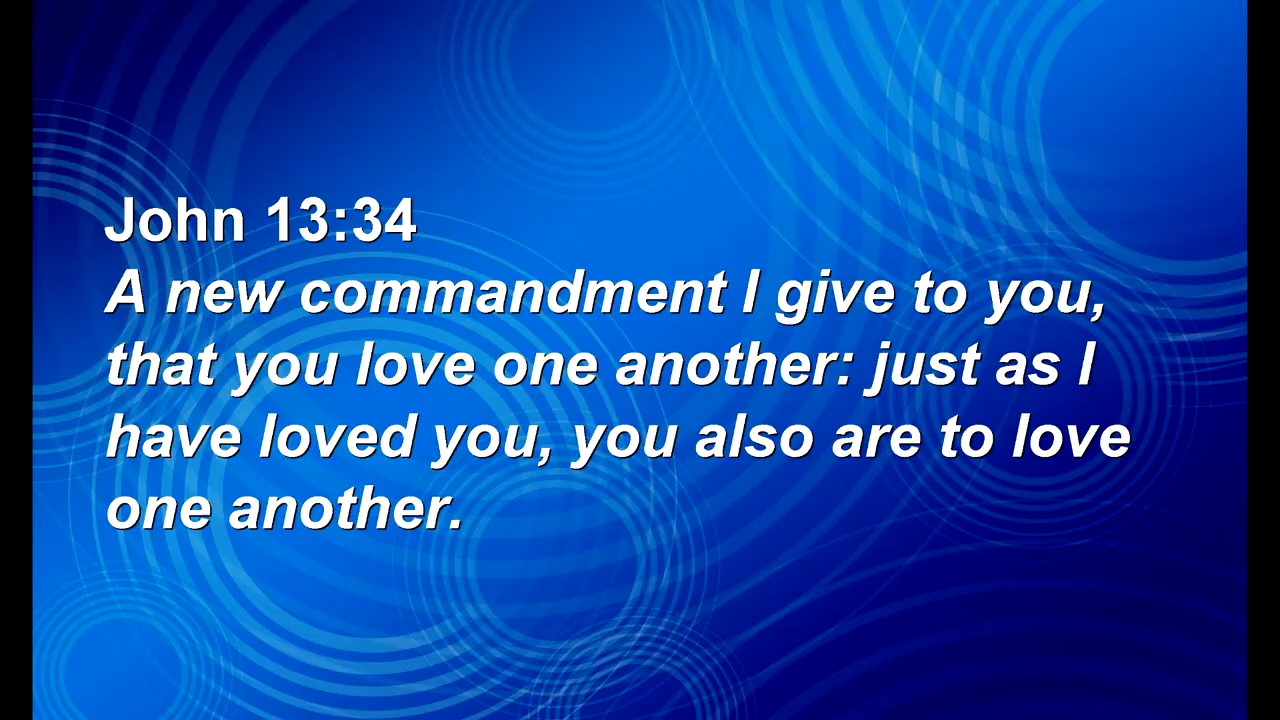 John 13:34
A new commandment I give to you,
that you love one another: just as I
have loved you, you also are to love
one another.